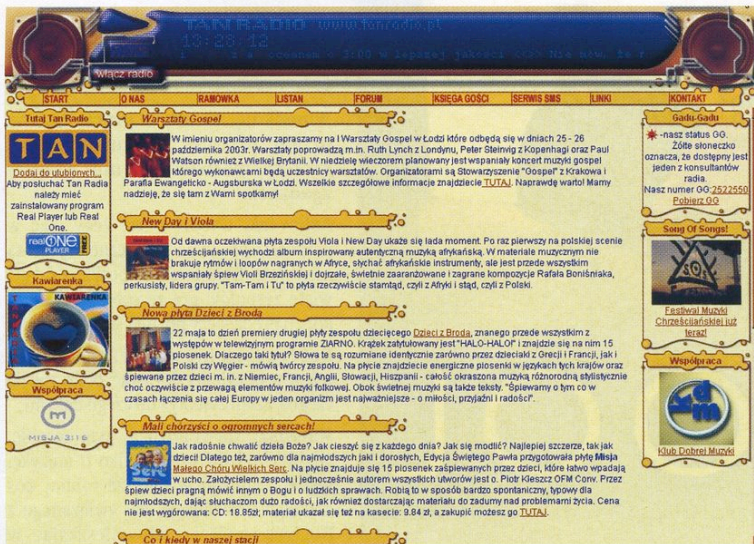 TAN RADIO www.tanradio.pl
13:28:12
Włącz radio
START O NAS RAMOWKA LISTAN FORUM KSIĘGA GOŚCI SERWIS SMS LINKI KONTAKT
Tutaj Tan Radio
TAN
Dodaj do ulubionych...
Aby posłuchać Tan Radia
należy mieć
zainstalowany program
Real Player lub Real
One.
real ONE PLAYER FREE
Kawiarenka
KAWIARENKA
Współpraca
MISJA 2116
Warsztaty Gospel
W imieniu organizatorów zapraszamy na I Warsztaty Gospel w Łodzi które odbędą się w dniach 25 - 26
października 2003r. Warsztaty poprowadzą m.in. Ruth Lynch z Londynu, Peter Steinvig z Kopenhagi oraz Paul
Watson również z Wielkej Brytanii. W niedzielę wieczorem planowany jest wspaniały koncert muzyki gospel
którego wykonawcami będą uczestnicy warsztatów. Organizatorami są Stowarzyszenie "Gospel" z Krakowa i
Parafia Ewangeticko - Augsburska w Łodzi. Wszelkie szczegółowe informacje znajdziecie TUTAJ. Naprawdę warto! Mamy
nadzieję, że się tam z Wami spotkamy!
New Day i Viola
Od dawna oczekiwana płyta zespołu Viola i New Day ukaże się lada moment. Po raz pierwszy na polskiej scenie
chrześcijańskiej wychodzi album inspirowany autentyczną muzyką afrykańską. W materiale muzycznym nie
brakuje rytmów i loopów nagranych w Afryce, słychać afrykańskie instrumenty, ale jest przede wszystkim
wspaniały śpiew Violi Brzezińskiej i dojrzałe, świetnie zaaranżowane i zagrane kompozycje Rafała Boniśniaka,
perkusisty, lidera grupy. "Tam-Tam i Tu" to płyta rzeczywiście stamtąd, czyli z Afryki i stąd, czyli z Polski.
Nowa płyta Dzieci z Brodą
22 maja to dzień premiery drugiej płyty zespołu dziecięcego Dzieci z Brodą, znanego przede wszystkim z
występów w telewizyjnym programie ZIARNO. Krążek zatytułowany jest "HALO-HALO!" i znajdzie się na nim 15
piosenek. Dlaczego taki tytuł? Słowa te są rozumiane identycznie zarówno przez dzieciaki z Grecji i Francji, jak i
Polski czy Węgier - mówią twórcy zespołu. Na płycie znajdziecie energiczne piosenki w językach tych krajów oraz
śpiewane przez dzieci m. in. z Niemiec, Francji, Anglii, Słowacji, Hiszpanii - całość okraszona muzyką różnorodną stylistycznie
choć oczywiście z przewagą elementów muzyki folkowej. Obok świetnej muzyki są także teksty. "Śpiewamy o tym co w
czasach łączenia się całej Europy w jeden organizm jest najważniejsze - o miłości, przyjaźni i radości".
Mali chórzyści o ogromnych sercach!
Jak radośnie chwalić dzieła Boże? Jak cieszyć się z każdego dnia? Jak się modlić? Najlepiej szczerze, tak jak
dzieci! Dlatego też, zarówno dla najmłodszych jaki i dorosłych, Edycja Świętego Pawła przygotowała płytę Misja
Małego Chóru Wielkich Serc. Na płycie znajduje się 15 piosenek zaśpiewanych przez dzieci, które łatwo wpadają
w ucho. Założycielem zespołu i jednocześnie autorem wszystkich utworów jest o. Piotr Kleszcz OFM Conv. Przez
śpiew dzieci pragną mówić innym o Bogu i o ludzkich sprawach. Robią to w sposób bardzo spontaniczny, typowy dla
najmłodszych, dając słuchaczom dużo radości, jak również dostarczając materiału do zadumy nad problemami życia. Cena
nie jest wygórowana: CD: 18.85zł; materiał ukazał się też na kasecie: 9.84 zł, a zakupić możesz go TUTAJ.
Co i kiedy w naszej stacji
Gadu-Gadu
-nasz status GG.
Żółte słoneczko
oznacza, że dostępny jest
jeden z konsultantów
radia.
Nasz numer GG:2522550
Pobierz GG
Song Of Songs!
SOS
Festiwal Muzyki
Chrześcijańskiej już
teraz!
Współpraca
kdm
Klub Dobrej Muzyki